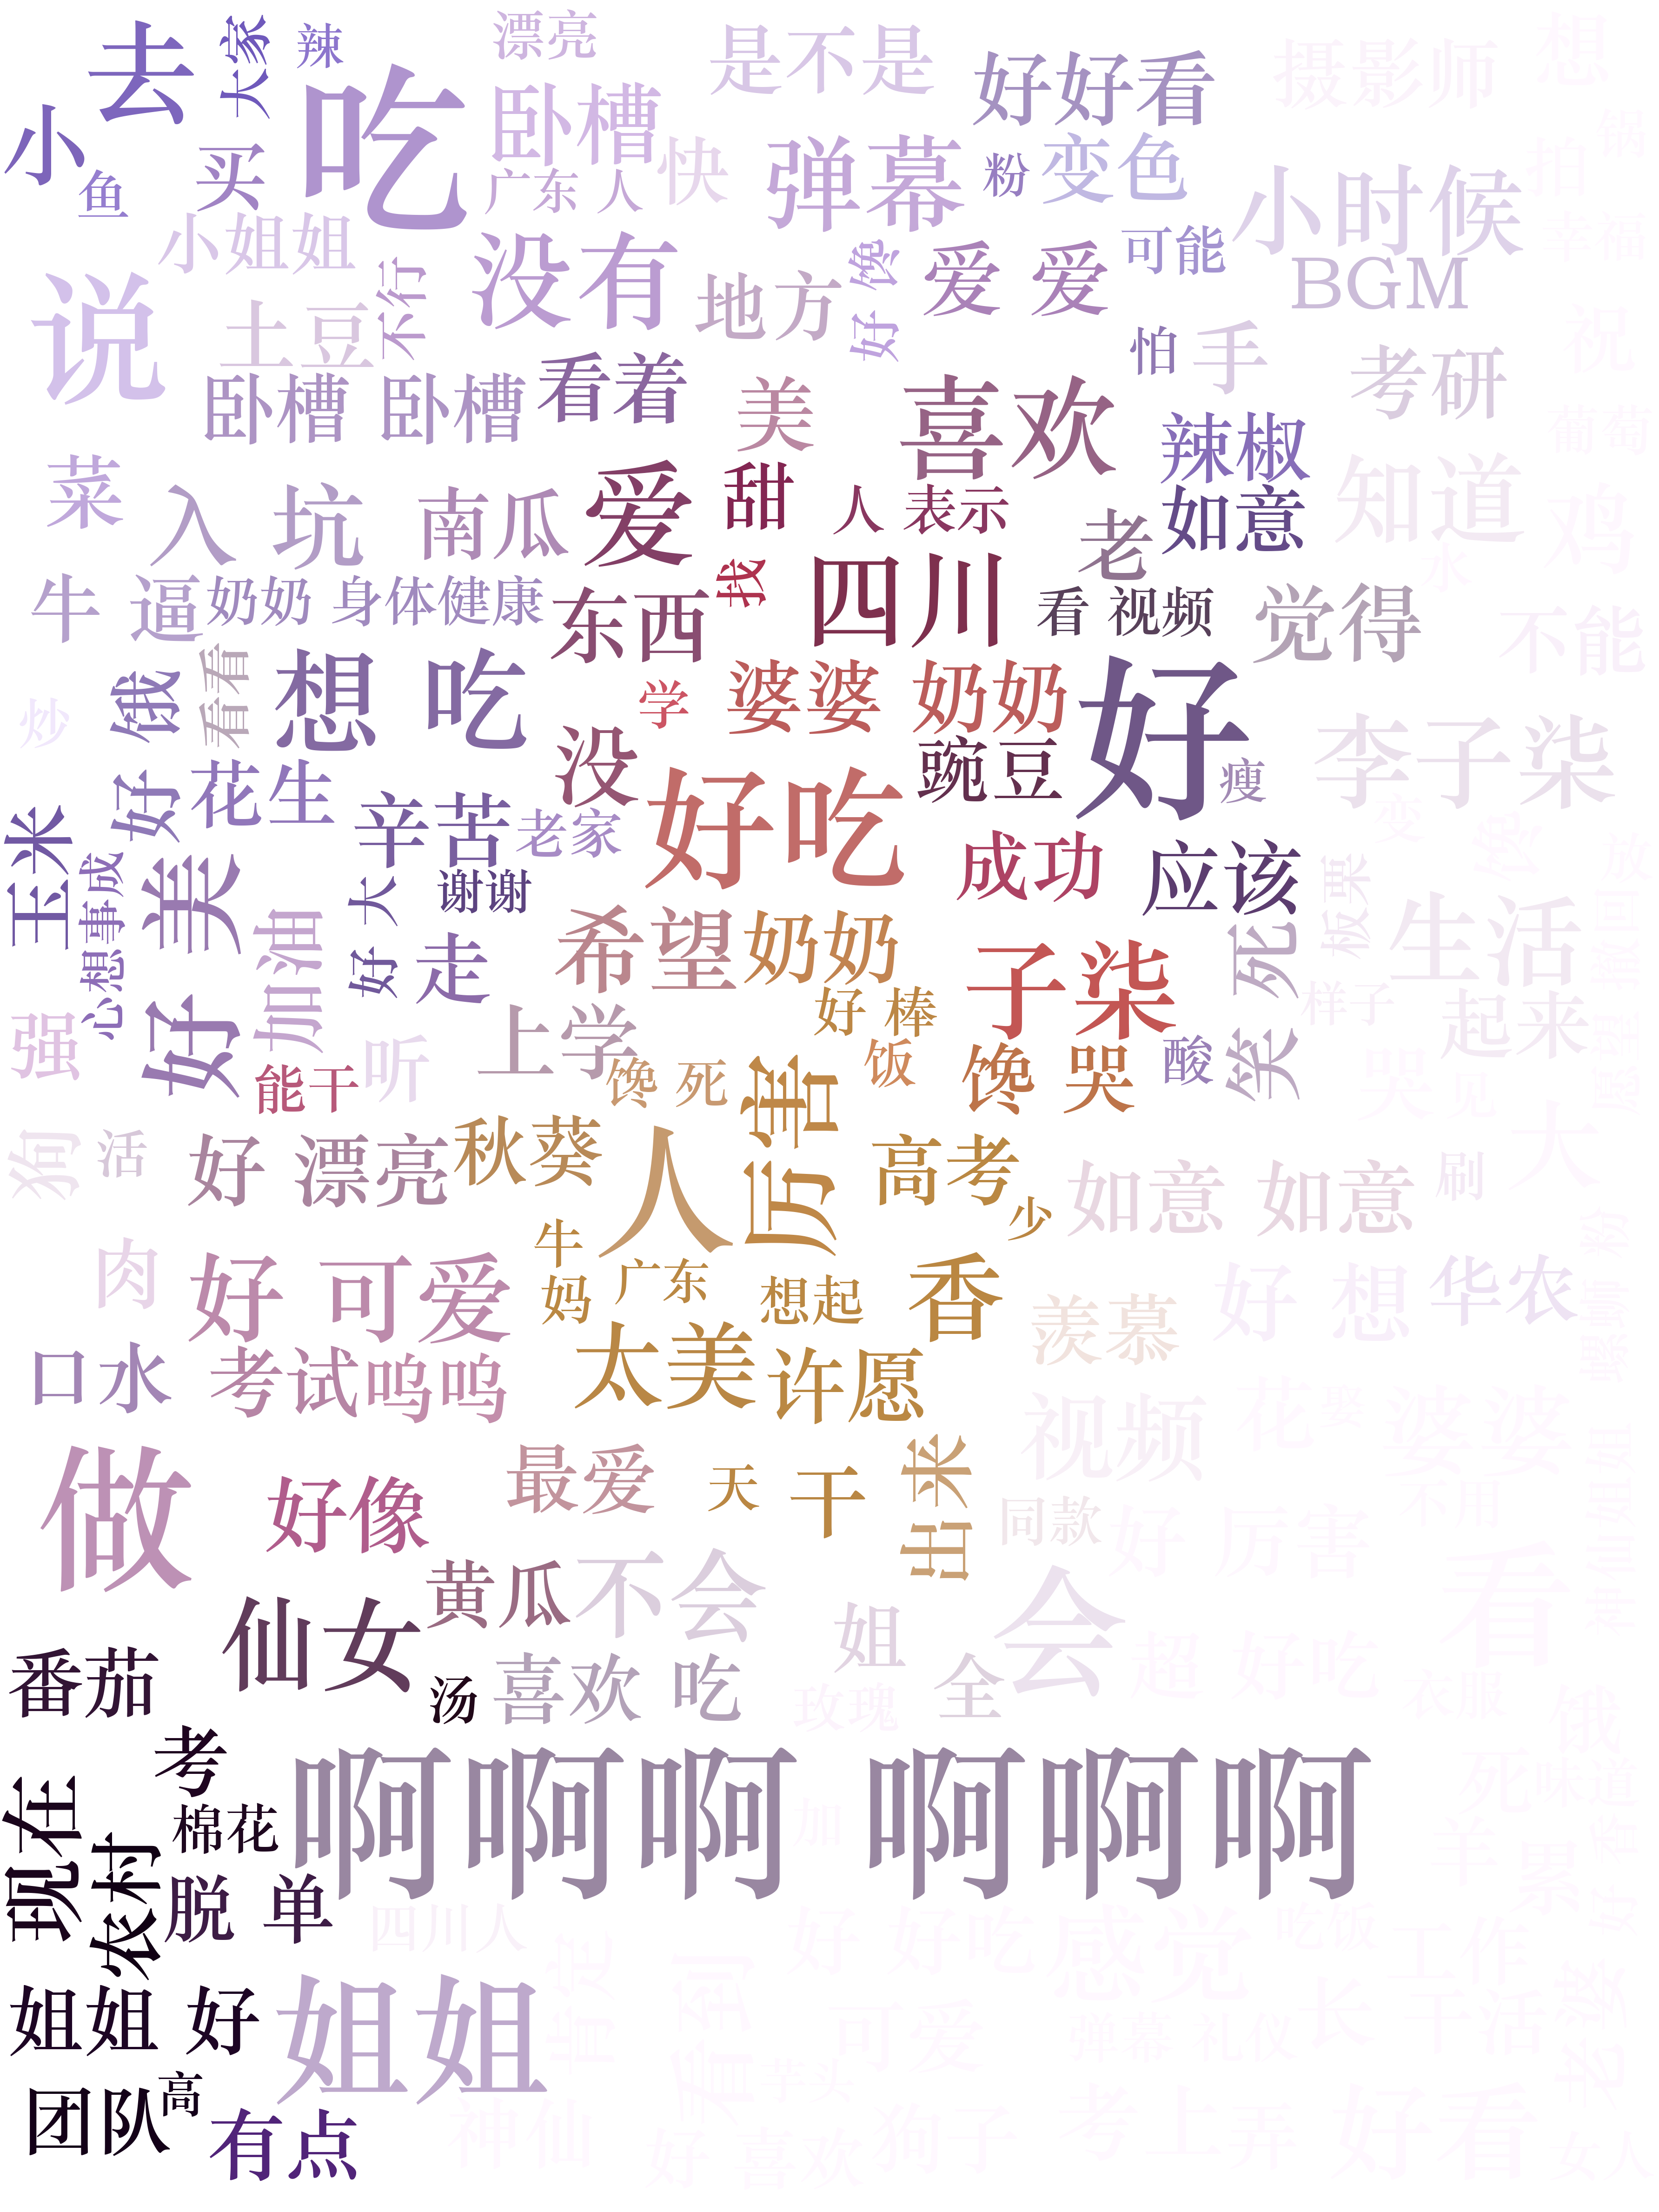 去
大家
辣
漂亮
是不是
好好看
摄影师
想
小
鱼
买
吃
卧槽
广东 人
快
弹幕
粉
变色
小时候
拍
锅
幸福
小姐姐
不行
没有
地方
好 馋
爱 爱
可能
BGM
说
土豆
卧槽 卧槽
看着
美
喜欢
怕
手
考研
祝
辣椒
葡萄
菜
入 坑
南瓜
爱
甜
人 表示
老
如意
知道
鸡
水
牛 逼
奶奶 身体健康
东西
找
四川
看 视频
觉得
不能
炒
好 饿
看看
想 吃
学
婆婆 奶奶
好
没
豌豆
瘦
李子柒
变
玉米
心想事成
花生
辛苦
老家
好吃
成功
应该
板栗
放
好美
加油
好 大
谢谢
走
希望
奶奶
子柒
笑 死
生活
强
能干
听
上学
好 棒
馋 死
饭
馋 哭
酸
样子
起来
哭
见
狗
活
好 漂亮
秋葵
人
厉害
高考
少
如意 如意
刷
大
肉
好 可爱
牛
妈
广东
想起
香
羡慕
好 想
华农
口水
考试
呜呜
太美
许愿
视频
花
婆婆
做
好像
最爱
天
干
出来
同款
好 厉害
不用
看
仙女
黄瓜
不会
姐
会
超 好吃
番茄
汤
喜欢 吃
玫瑰
全
衣服
饿
考
现在
农村
棉花
啊啊啊 啊啊啊
加
死
味道
羊
累
脱 单
四川人
好 好吃
感觉
吃饭
工作
姐姐 好
姐姐
可爱
弹幕 礼仪
长
干活
团队
高
有点
神仙
好 喜欢
狗子
考上
弄
好看
女人